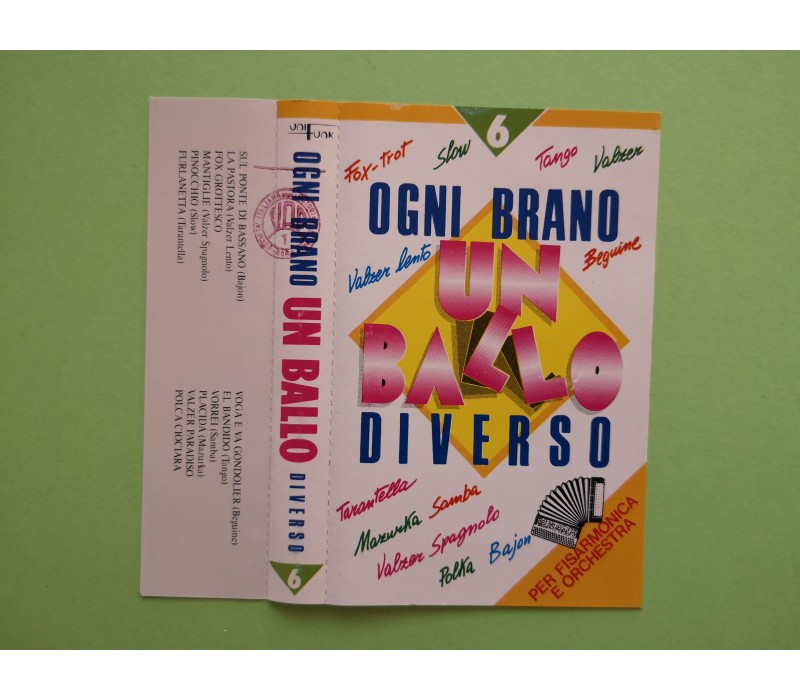 SUL PONTE DI BASSANO (Bajon)
LA PASTORA (Valzer Lento)
FOX GROTTESCO
MANTIGLIE (Valzer Spagnolo)
PINOCCHIO (Slow)
FURLANETTA (Tarantella)
VOGA E VA GONDOLIER (Beguine)
EL BANDIDO (Tango)
VORREI (Samba)
PLACIDA (Mazurka)
VALZER PARADISO
POLCA CIOCIARA
OGNI BRANO UN BALLO DIVERSO
6
6
Fox-trot Slow Tango Valzer
OGNI BRANO
Valzer lento Beguine
UN
BALLO
DIVERSO
Tarantella
Mazurka Samba
Valzer Spagnolo
Polka Bajon
PER FISARMONICA
E ORCHESTRA